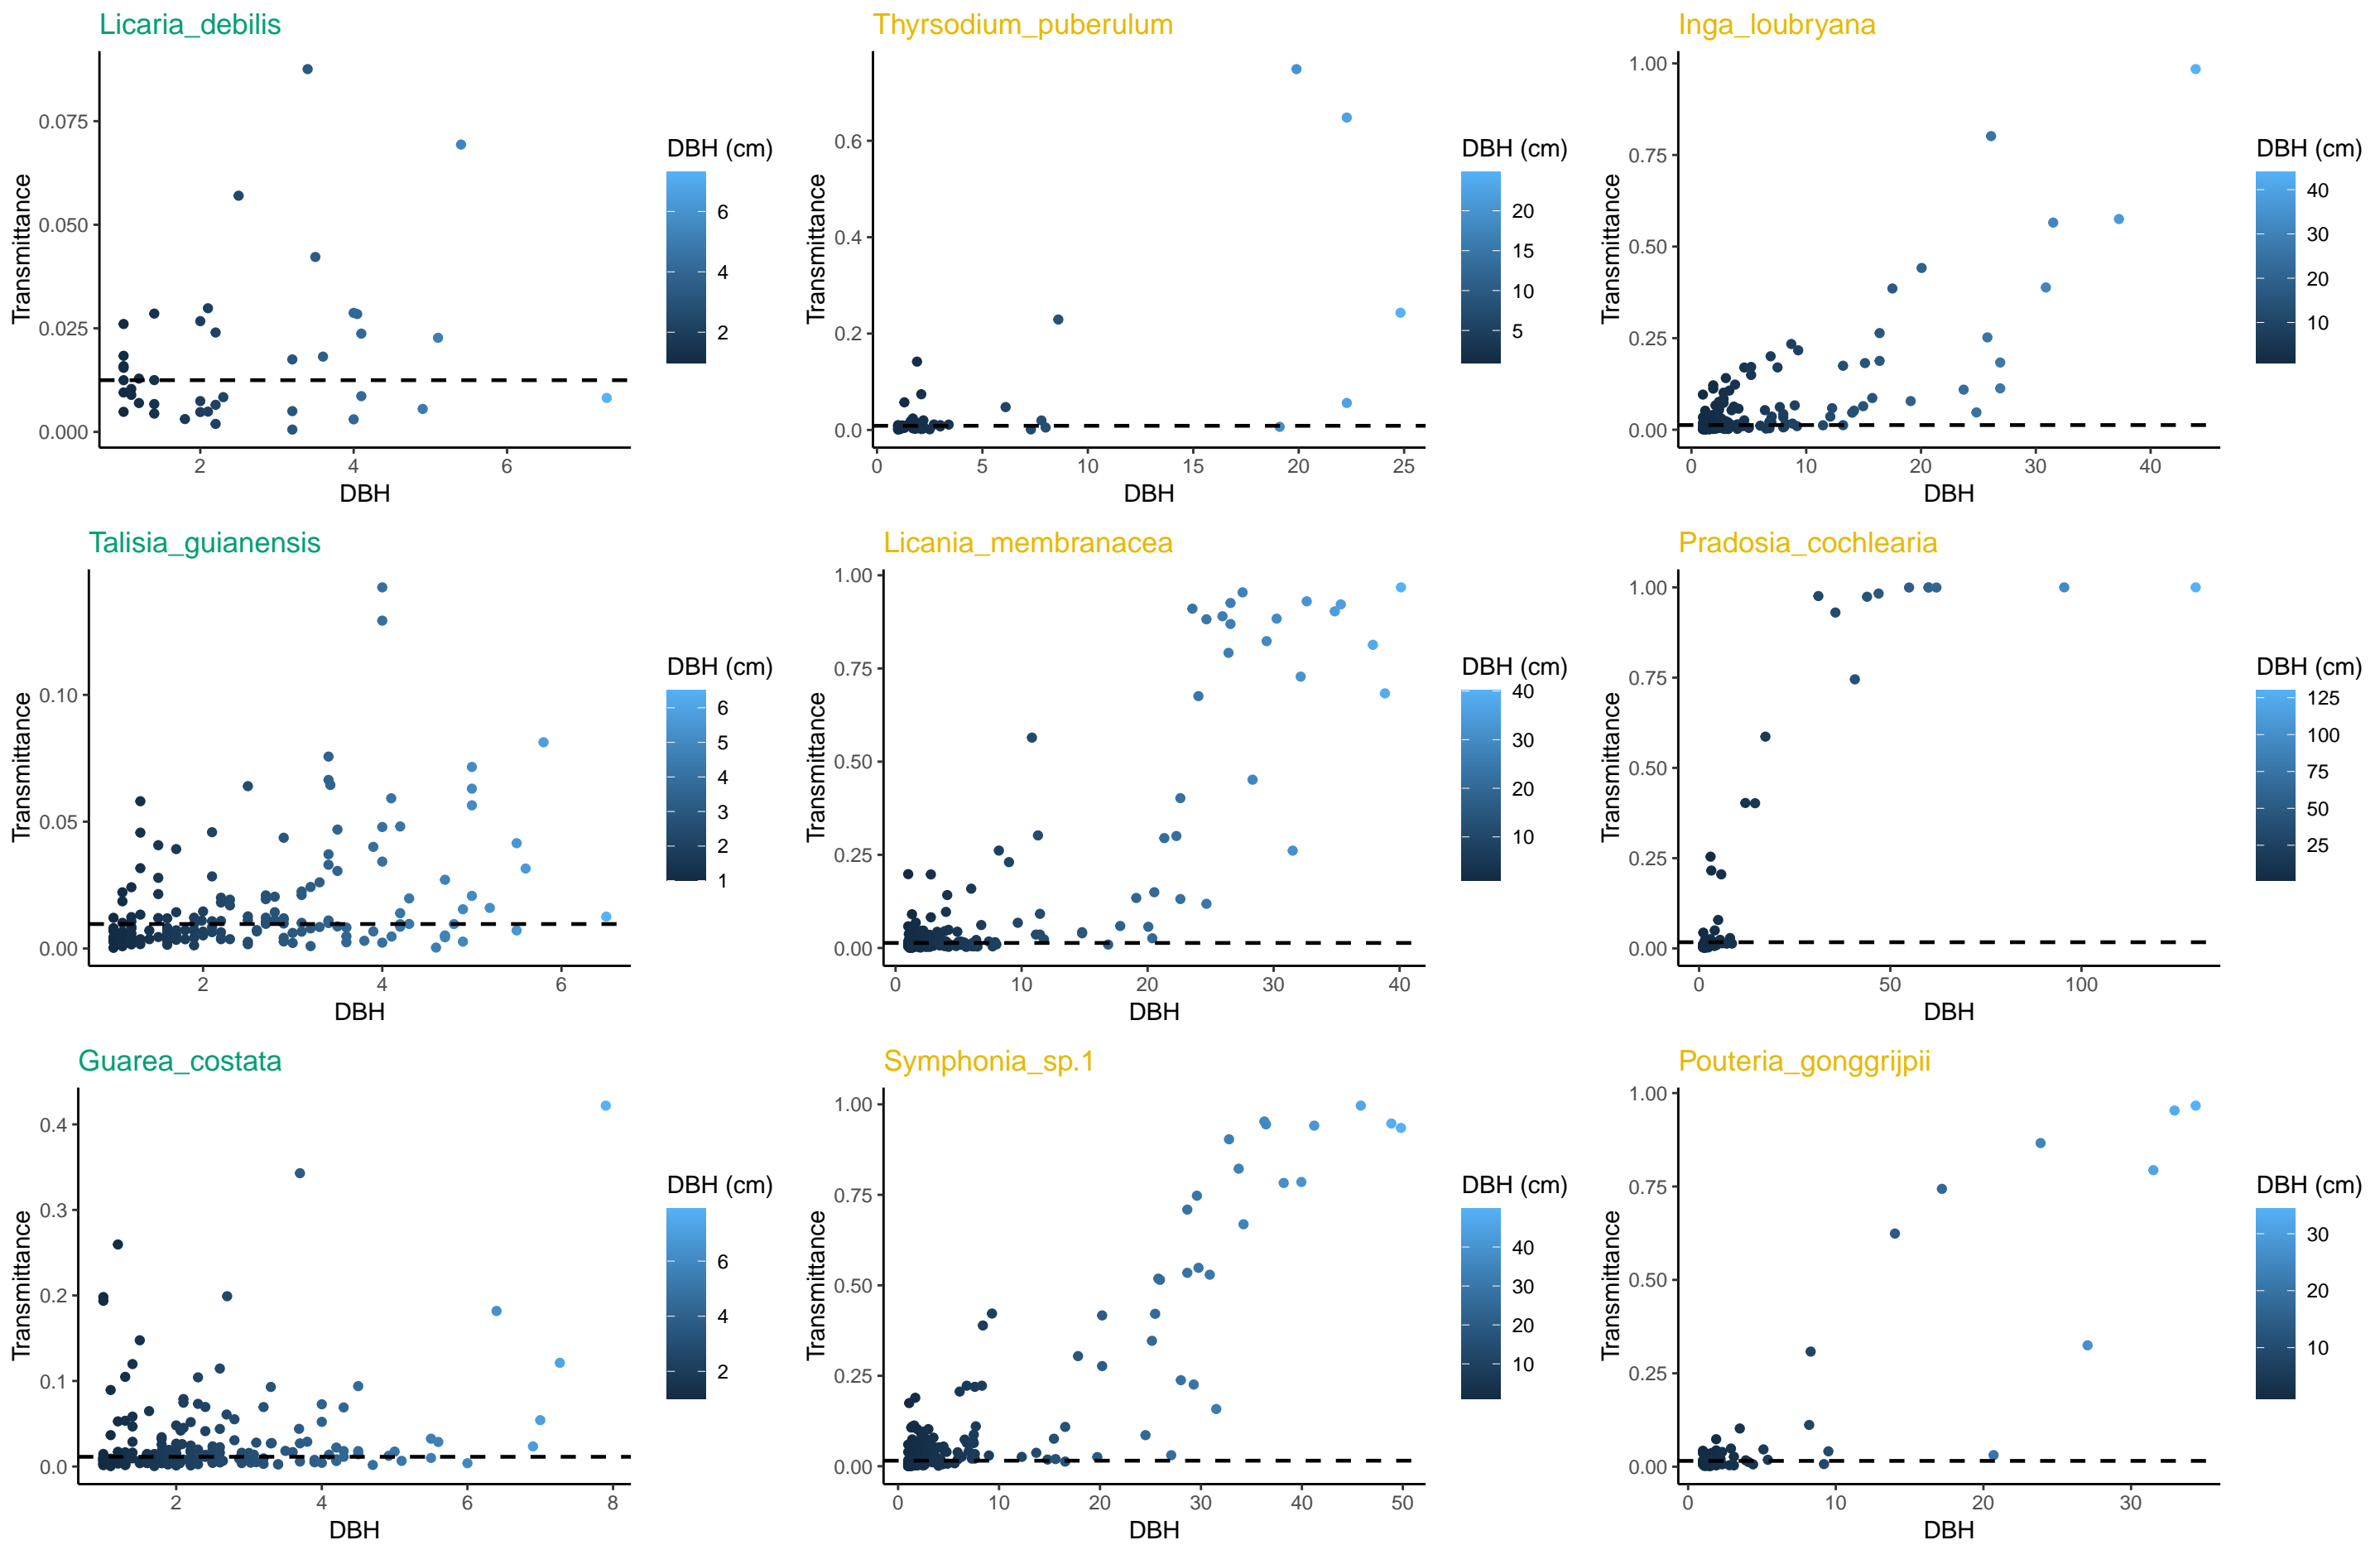 Licaria_debilis
Transmittance
0.075
0.050
0.025
0.000
2 4 6
DBH
DBH (cm)
6
4
2
Thyrsodium_puberulum
Transmittance
0.6
0.4
0.2
0.0
0 5 10 15 20 25
DBH
DBH (cm)
20
15
10
5
Inga_loubryana
Transmittance
1.00
0.75
0.50
0.25
0.00
0 10 20 30 40
DBH
DBH (cm)
40
30
20
10
Talisia_guianensis
Transmittance
0.10
0.05
0.00
2 4 6
DBH
DBH (cm)
6
5
4
3
2
1
Licania_membranacea
Transmittance
1.00
0.75
0.50
0.25
0.00
0 10 20 30 40
DBH
DBH (cm)
40
30
20
10
Pradosia_cochlearia
Transmittance
1.00
0.75
0.50
0.25
0.00
0 50 100
DBH
DBH (cm)
125
100
75
50
25
Guarea_costata
Transmittance
0.4
0.3
0.2
0.1
0.0
2 4 6 8
DBH
DBH (cm)
6
4
2
Symphonia_sp.1
Transmittance
1.00
0.75
0.50
0.25
0.00
0 10 20 30 40 50
DBH
DBH (cm)
40
30
20
10
Pouteria_gonggrijpii
Transmittance
1.00
0.75
0.50
0.25
0.00
0 10 20 30
DBH
DBH (cm)
30
20
10